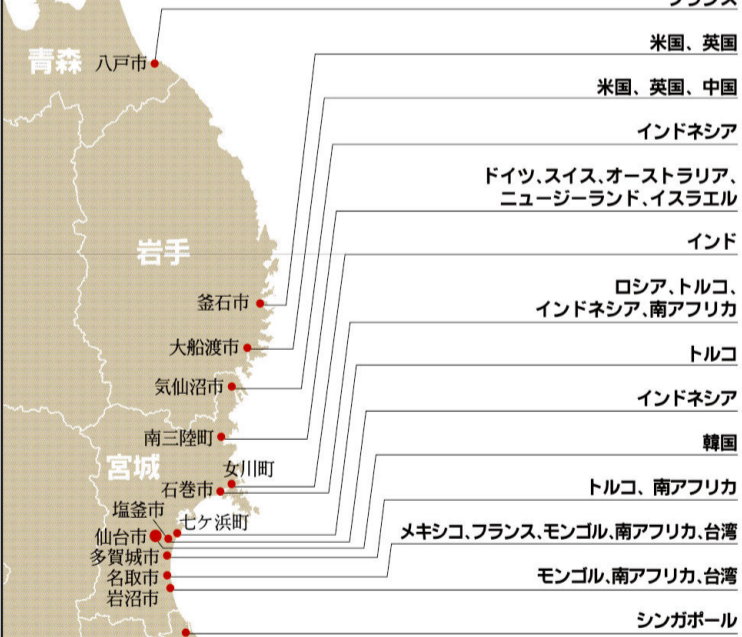 フランス
青森
八戸市
米国、英国
米国、英国、中国
インドネシア
ドイツ、スイス、オーストラリア、
ニュージーランド、イスラエル
岩手
インド
釜石市
ロシア、トルコ、
インドネシア、南アフリカ
大船渡市
トルコ
気仙沼市
インドネシア
南三陸町
韓国
宮城
女川町
石巻市
トルコ、南アフリカ
塩釜市
七ケ浜町
仙台市
メキシコ、フランス、モンゴル、南アフリカ、台湾
多賀城市
名取市
モンゴル、南アフリカ、台湾
岩沼市
シンガポール